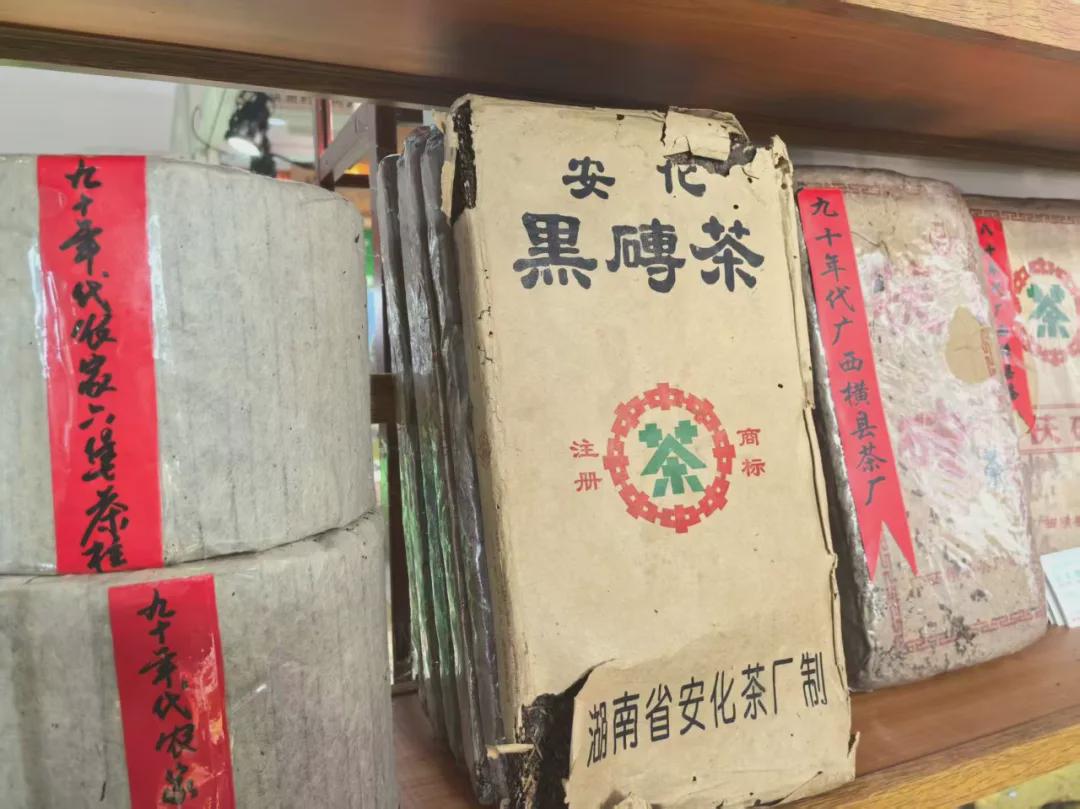 九十年代农家六堡茶柱
九十年代农家
安化
黑磚茶
注册
商标
茶
湖南省安化茶厂制
九十年代广西横县茶厂
茶